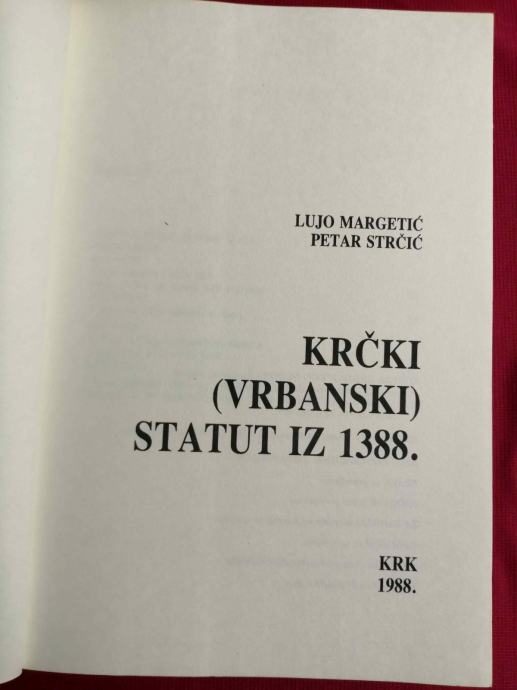 LUJO MARGETIĆ
PETAR STRČIĆ
KRČKI
(VRBANSKI)
STATUT IZ 1388.
KRK
1988.